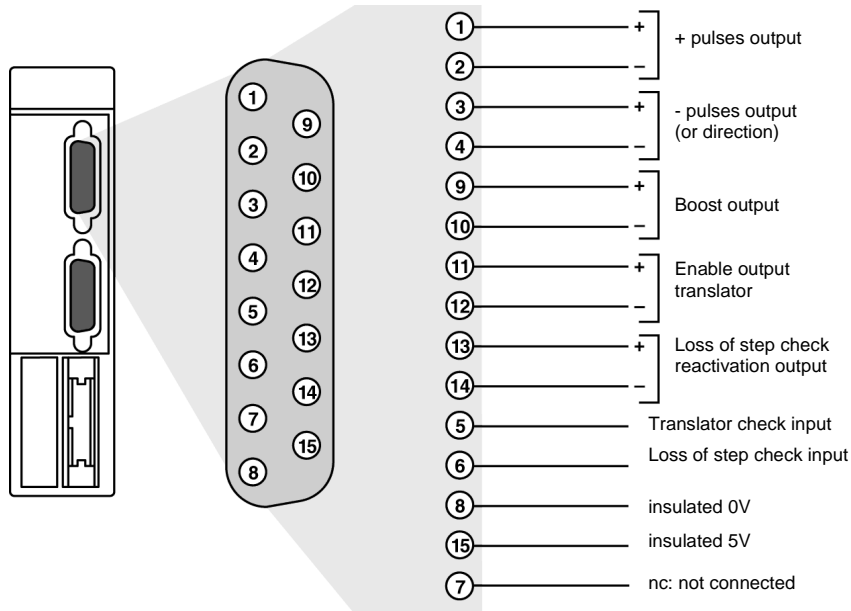 1
9
2
10
3
11
4
12
5
13
6
14
7
15
8
1 + + pulses output
2 –
3 + - pulses output
(or direction)
4 –
9 + Boost output
10 –
11 + Enable output
translator
12 –
13 + Loss of step check
reactivation output
14 –
5 Translator check input
6 Loss of step check input
8 insulated 0V
15 insulated 5V
7 nc: not connected